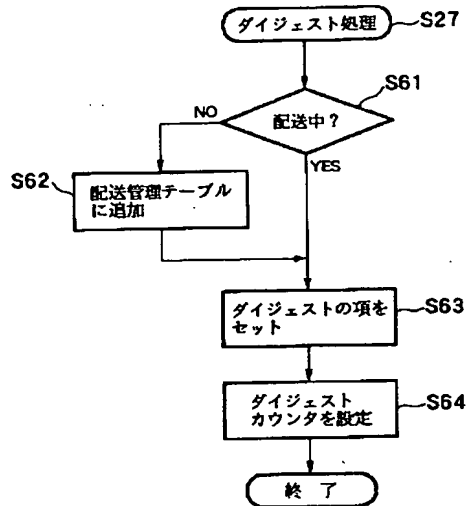 ダイジェスト処理
S27
S61
配送中？
NO
YES
S62
配送管理テーブル
に追加
ダイジェストの項を
セット
S63
ダイジェスト
カウンタを設定
S64
終 了